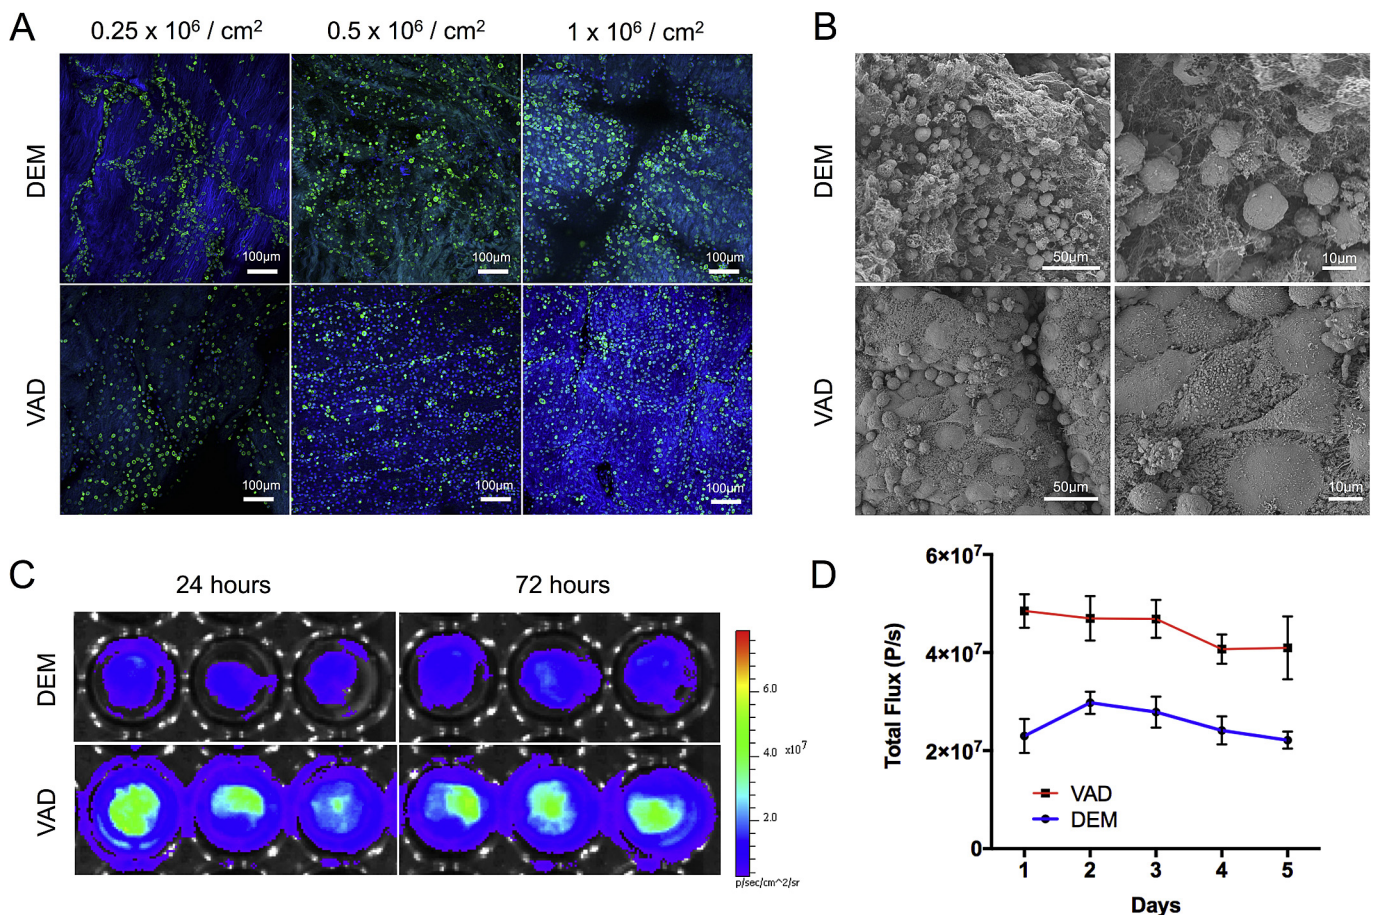 A
0.25 x 10⁶ / cm²
0.5 x 10⁶ / cm²
1 x 10⁶ / cm²
DEM
100µm
100µm
100µm
VAD
100µm
100µm
100µm
B
DEM
50µm
10µm
VAD
50µm
10µm
C
24 hours
72 hours
DEM
VAD
6.0
4.0 x10⁷
2.0
p/sec/cm^2/sr
D
6×10⁷
4×10⁷
2×10⁷
0
Total Flux (P/s)
VAD
DEM
1 2 3 4 5
Days